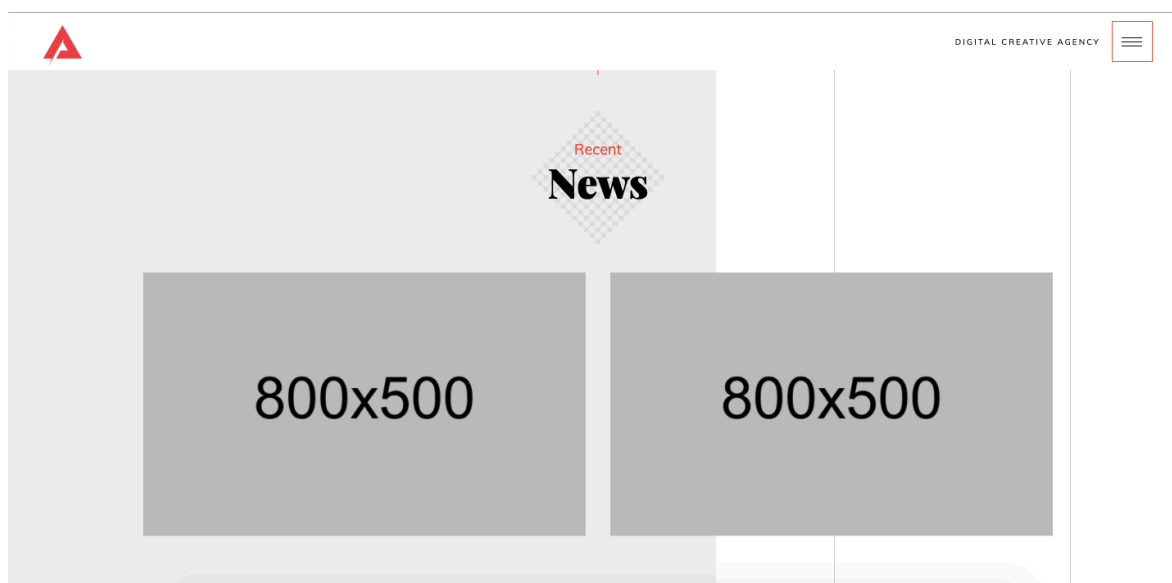 DIGITAL CREATIVE AGENCY
Recent
News
800x500
800x500